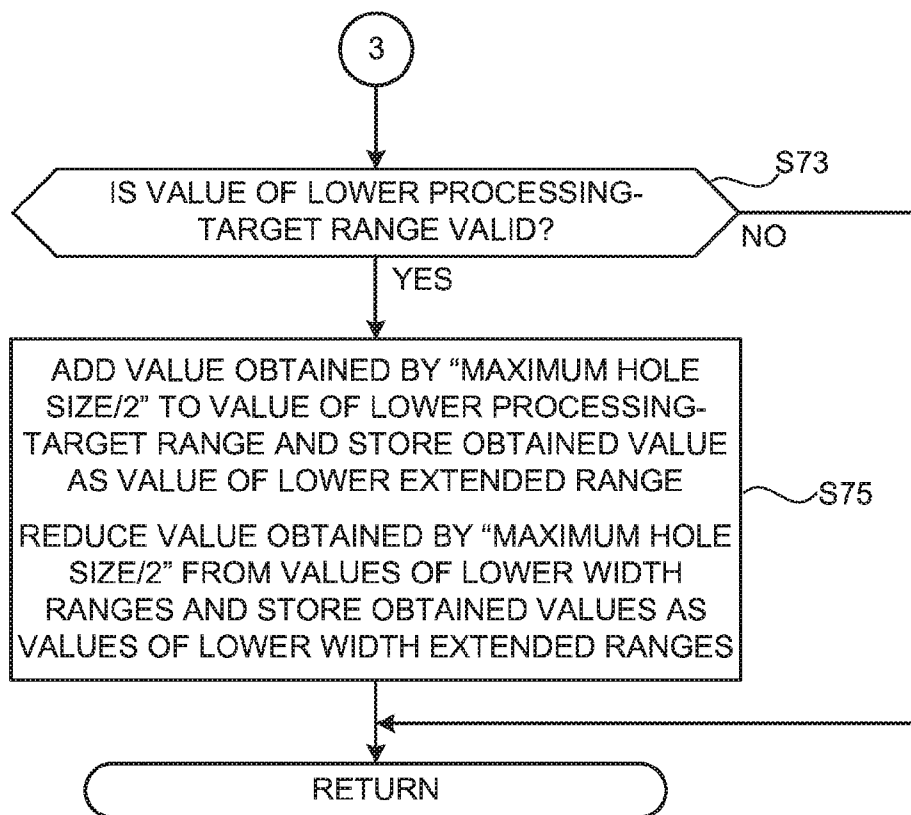 3
S73
IS VALUE OF LOWER PROCESSING-
TARGET RANGE VALID?
NO
YES
ADD VALUE OBTAINED BY “MAXIMUM HOLE
SIZE/2” TO VALUE OF LOWER PROCESSING-
TARGET RANGE AND STORE OBTAINED VALUE
AS VALUE OF LOWER EXTENDED RANGE
S75
REDUCE VALUE OBTAINED BY “MAXIMUM HOLE
SIZE/2” FROM VALUES OF LOWER WIDTH
RANGES AND STORE OBTAINED VALUES AS
VALUES OF LOWER WIDTH EXTENDED RANGES
RETURN